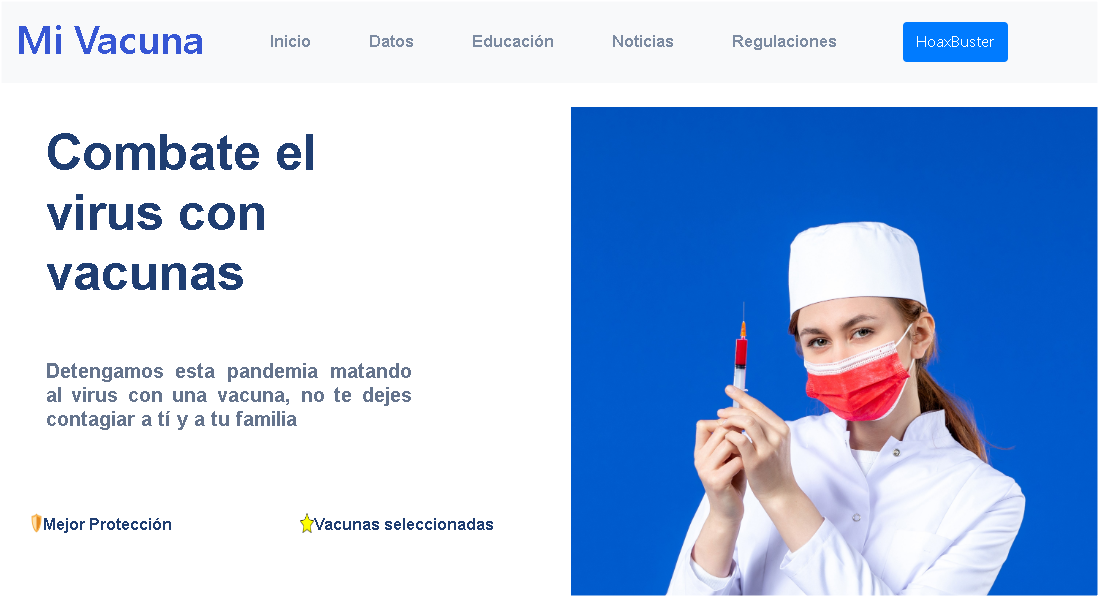 Mi Vacuna
Inicio
Datos
Educación
Noticias
Regulaciones
HoaxBuster
Combate el
virus con
vacunas
Detengamos esta pandemia matando
al virus con una vacuna, no te dejes
contagiar a tí y a tu familia
Mejor Protección
Vacunas seleccionadas